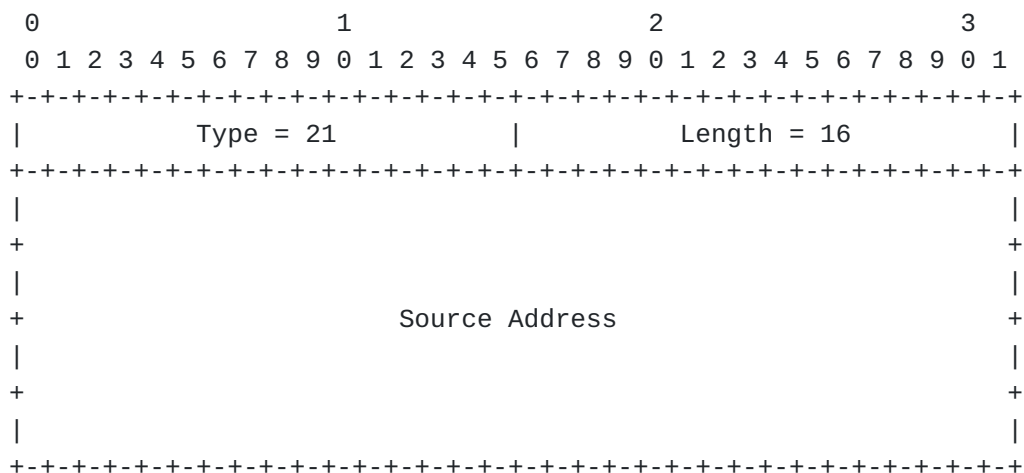 0                   1                   2                   3
 0 1 2 3 4 5 6 7 8 9 0 1 2 3 4 5 6 7 8 9 0 1 2 3 4 5 6 7 8 9 0 1
+-+-+-+-+-+-+-+-+-+-+-+-+-+-+-+-+-+-+-+-+-+-+-+-+-+-+-+-+-+-+-+-+
|           Type = 21           |          Length = 16          |
+-+-+-+-+-+-+-+-+-+-+-+-+-+-+-+-+-+-+-+-+-+-+-+-+-+-+-+-+-+-+-+-+
|                                                               |
+                                                               +
|                                                               |
+                        Source Address                         +
|                                                               |
+                                                               +
|                                                               |
+-+-+-+-+-+-+-+-+-+-+-+-+-+-+-+-+-+-+-+-+-+-+-+-+-+-+-+-+-+-+-+-+